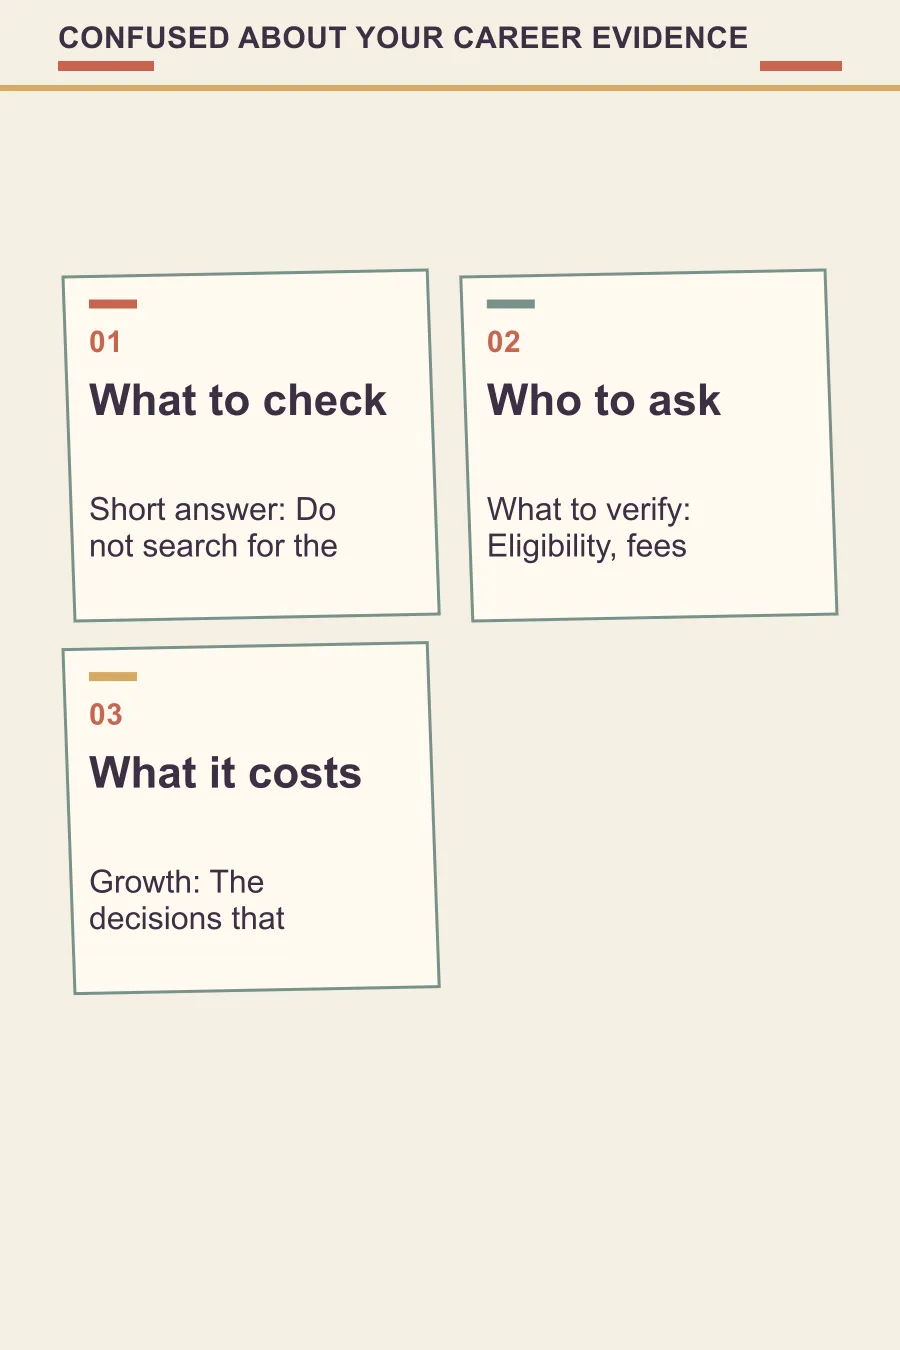 CONFUSED ABOUT YOUR CAREER EVIDENCE
01
What to check
Short answer: Do
not search for the
02
Who to ask
What to verify:
Eligibility, fees
03
What it costs
Growth: The
decisions that